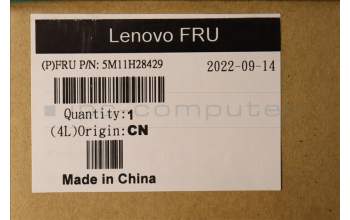 Lenovo FRU
(P)FRU P/N: 5M11H28429 2022-09-14
Quantity:1
(4L)Origin:CN
Made in China